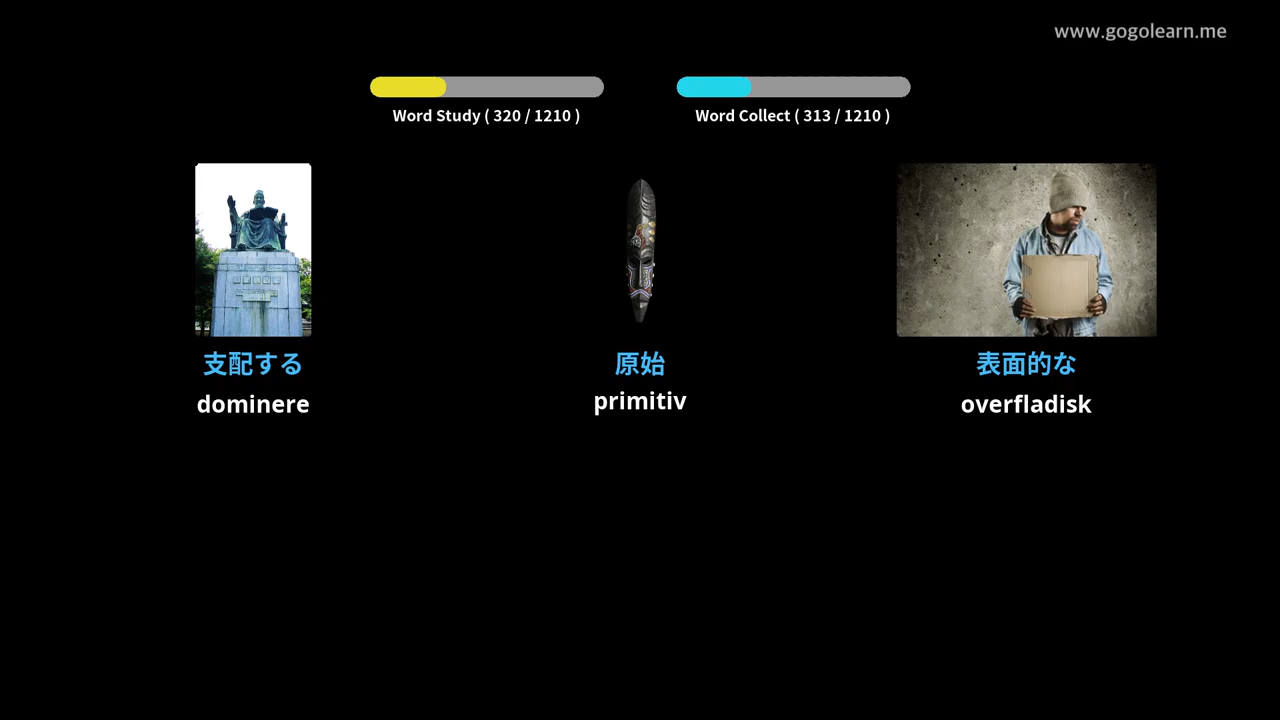 www.gogolearn.me
Word Study ( 320 / 1210 )
Word Collect ( 313 / 1210 )
支配する
原始
表面的な
dominere
primitiv
overfladisk